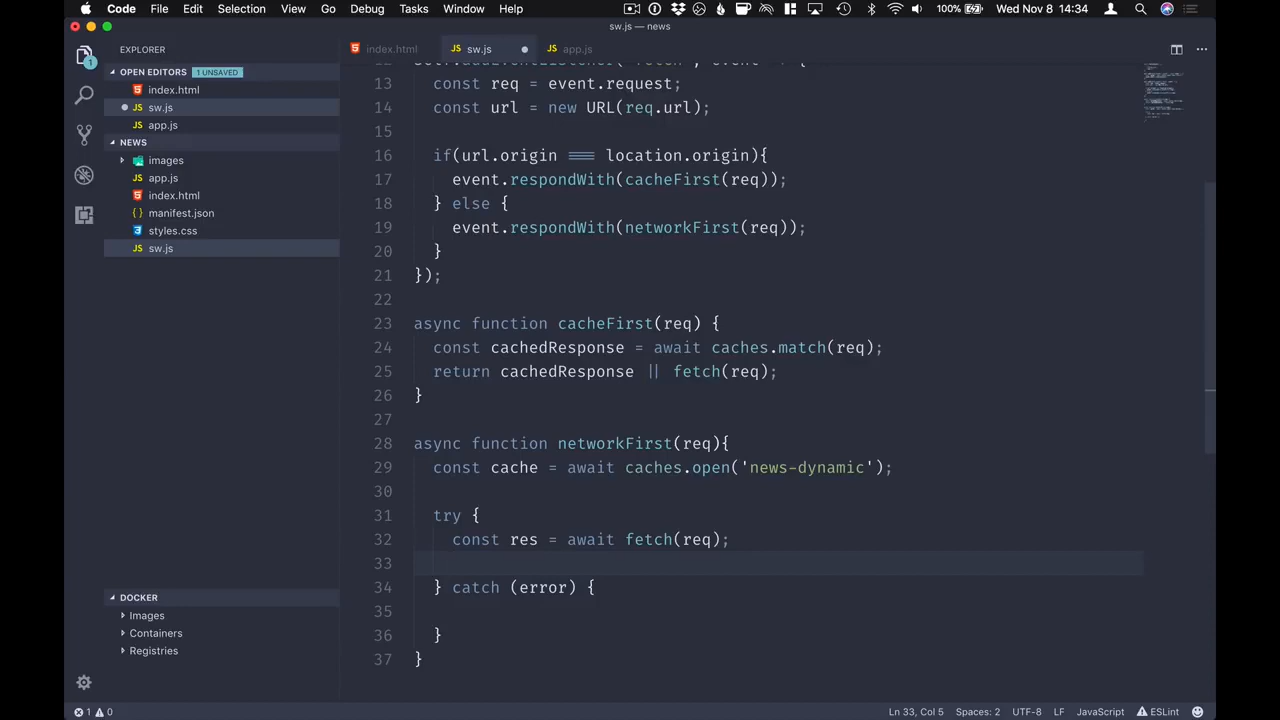 Code File Edit Selection View Go Debug Tasks Window Help 100% Wed Nov 8 14:34
sw.js — news
EXPLORER
index.html
sw.js
app.js
OPEN EDITORS 1 UNSAVED
index.html
JS sw.js
JS app.js
NEWS
images
JS app.js
index.html
{} manifest.json
styles.css
JS sw.js
DOCKER
Images
Containers
Registries
13 const req = event.request;
14 const url = new URL(req.url);
15
16 if(url.origin === location.origin){
17 event.respondWith(cacheFirst(req));
18 } else {
19 event.respondWith(networkFirst(req));
20 }
21 });
22
23 async function cacheFirst(req) {
24 const cachedResponse = await caches.match(req);
25 return cachedResponse || fetch(req);
26 }
27
28 async function networkFirst(req){
29 const cache = await caches.open('news-dynamic');
30
31 try {
32 const res = await fetch(req);
33
34 } catch (error) {
35
36 }
37 }
1 0
Ln 33, Col 5 Spaces: 2 UTF-8 LF JavaScript ESLint